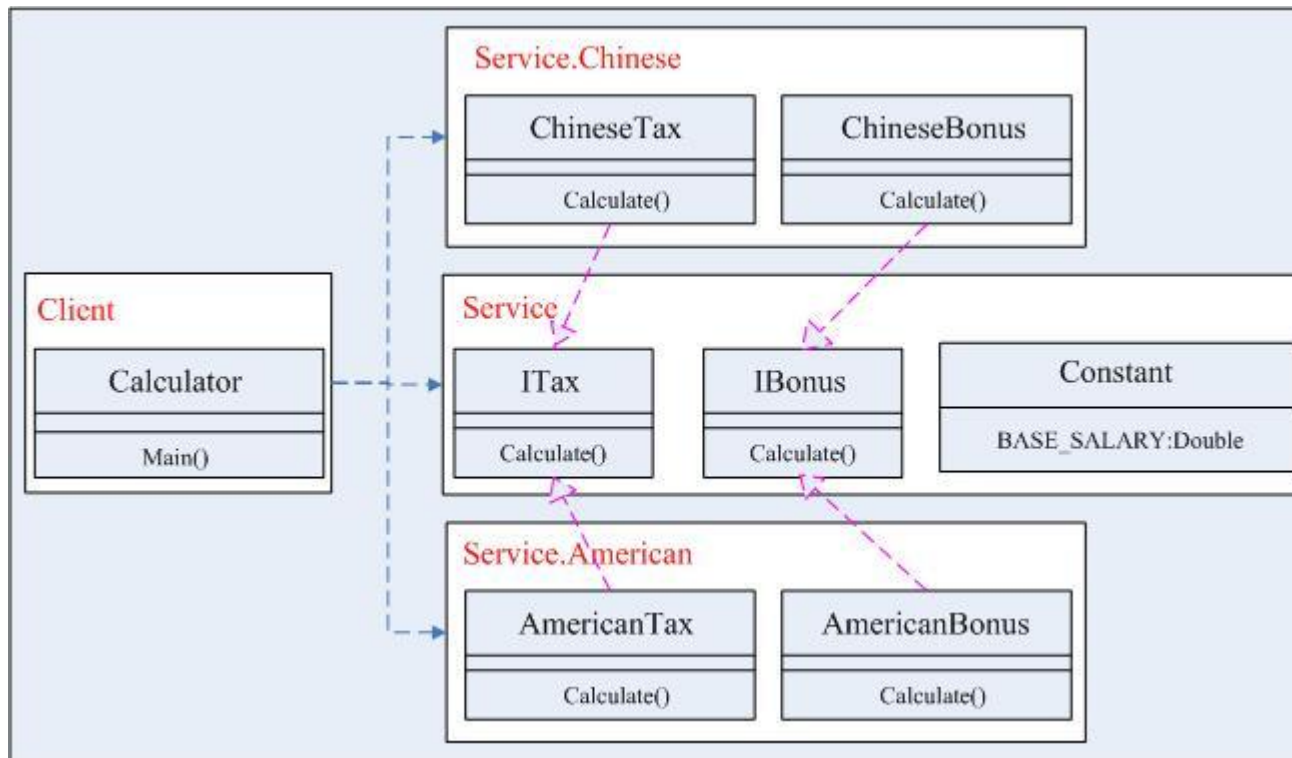 Service.Chinese
ChineseTax
Calculate()
ChineseBonus
Calculate()
Client
Calculator
Main()
Service
ITax
Calculate()
IBonus
Calculate()
Constant
BASE_SALARY:Double
Service.American
AmericanTax
Calculate()
AmericanBonus
Calculate()